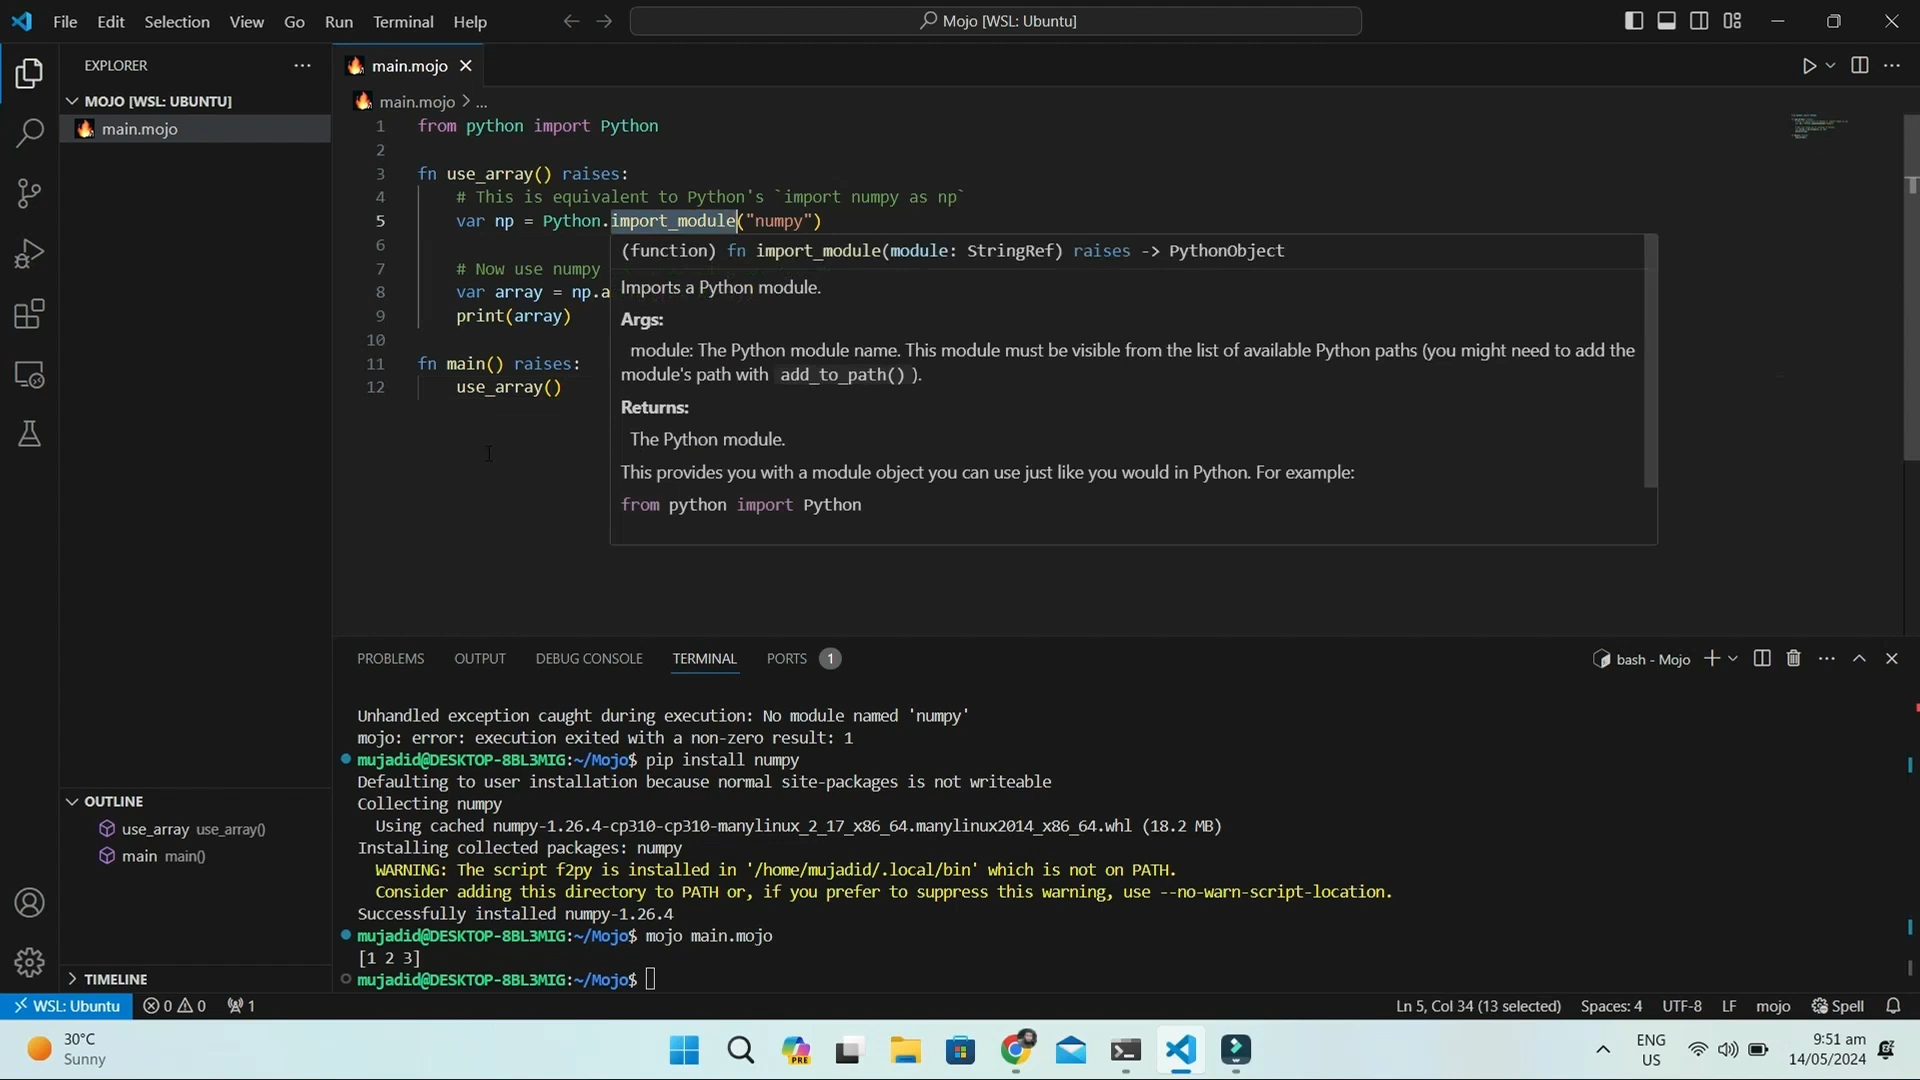 File Edit Selection View Go Run Terminal Help
Mojo [WSL: Ubuntu]
EXPLORER
MOJO [WSL: UBUNTU]
main.mojo
main.mojo
main.mojo > ...
1 from python import Python
2
3 fn use_array() raises:
4 # This is equivalent to Python's `import numpy as np`
5 var np = Python.import_module("numpy")
6
7 # Now use numpy
8 var array = np.a
9 print(array)
10
11 fn main() raises:
12 use_array()
(function) fn import_module(module: StringRef) raises -> PythonObject
Imports a Python module.
Args:
module: The Python module name. This module must be visible from the list of available Python paths (you might need to add the
module's path with add_to_path() ).
Returns:
The Python module.
This provides you with a module object you can use just like you would in Python. For example:
from python import Python
OUTLINE
use_array use_array()
main main()
TIMELINE
PROBLEMS OUTPUT DEBUG CONSOLE TERMINAL PORTS 1
bash - Mojo
Unhandled exception caught during execution: No module named 'numpy'
mojo: error: execution exited with a non-zero result: 1
mujadid@DESKTOP-8BL3MIG:~/Mojo$ pip install numpy
Defaulting to user installation because normal site-packages is not writeable
Collecting numpy
Using cached numpy-1.26.4-cp310-cp310-manylinux_2_17_x86_64.manylinux2014_x86_64.whl (18.2 MB)
Installing collected packages: numpy
WARNING: The script f2py is installed in '/home/mujadid/.local/bin' which is not on PATH.
Consider adding this directory to PATH or, if you prefer to suppress this warning, use --no-warn-script-location.
Successfully installed numpy-1.26.4
mujadid@DESKTOP-8BL3MIG:~/Mojo$ mojo main.mojo
[1 2 3]
mujadid@DESKTOP-8BL3MIG:~/Mojo$
WSL: Ubuntu 0 0 1
Ln 5, Col 34 (13 selected) Spaces: 4 UTF-8 LF mojo Spell
30°C
Sunny
PRE
ENG
US
9:51 am
14/05/2024